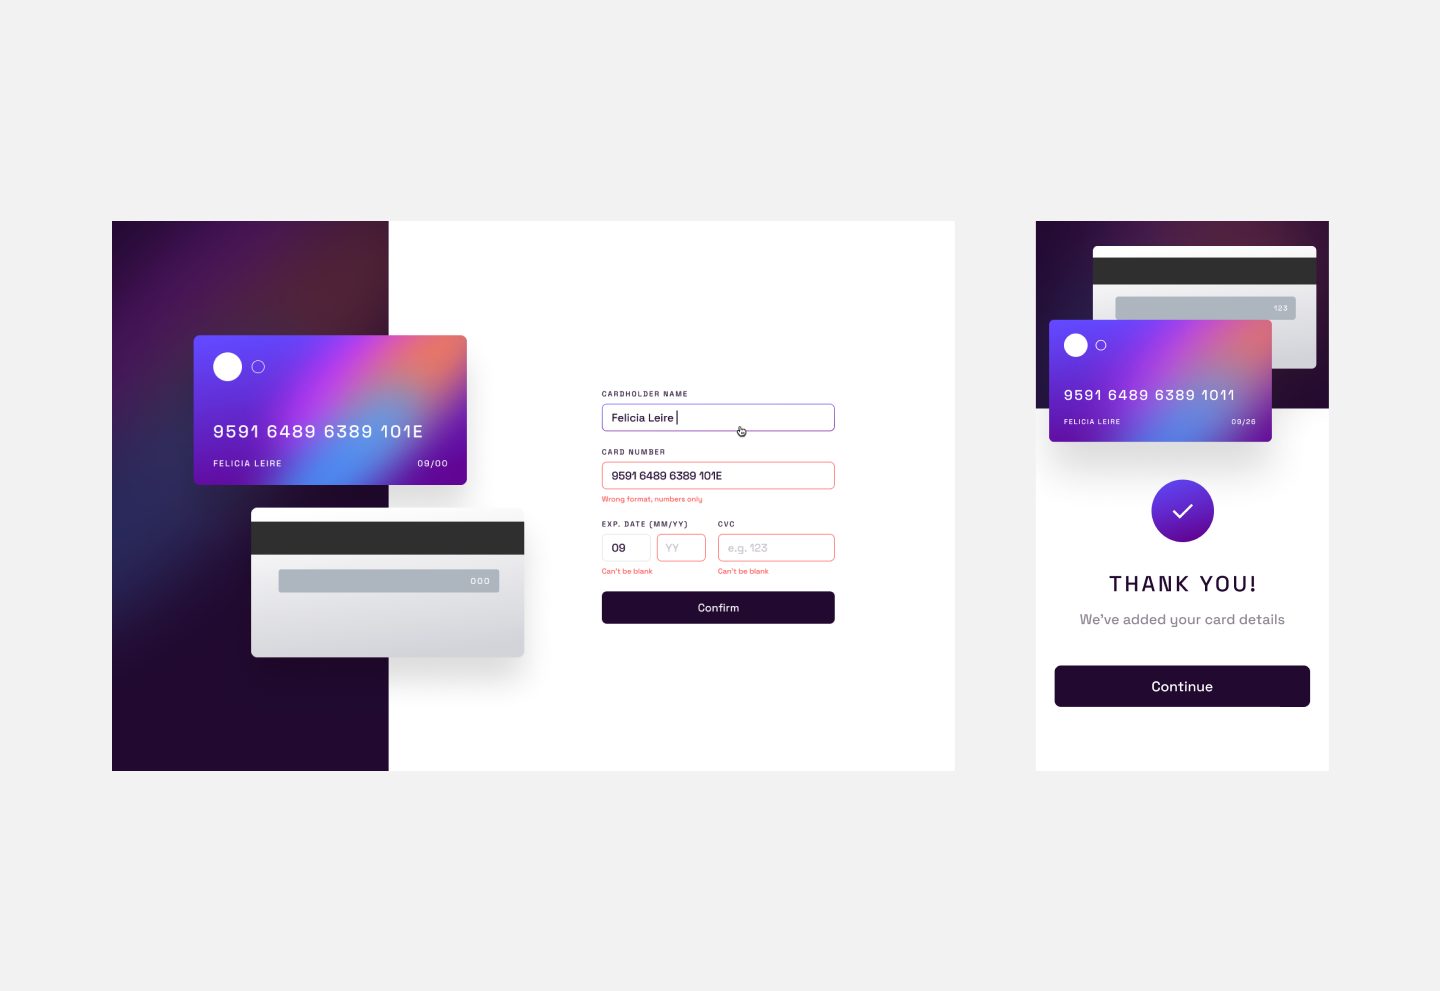 9591 6489 6389 101E
FELICIA LEIRE 09/00
000
CARDHOLDER NAME
Felicia Leire
CARD NUMBER
9591 6489 6389 101E
Wrong format, numbers only
EXP. DATE (MM/YY) CVC
09 YY e.g. 123
Can't be blank Can't be blank
Confirm
123
9591 6489 6389 1011
FELICIA LEIRE 09/26
THANK YOU!
We've added your card details
Continue